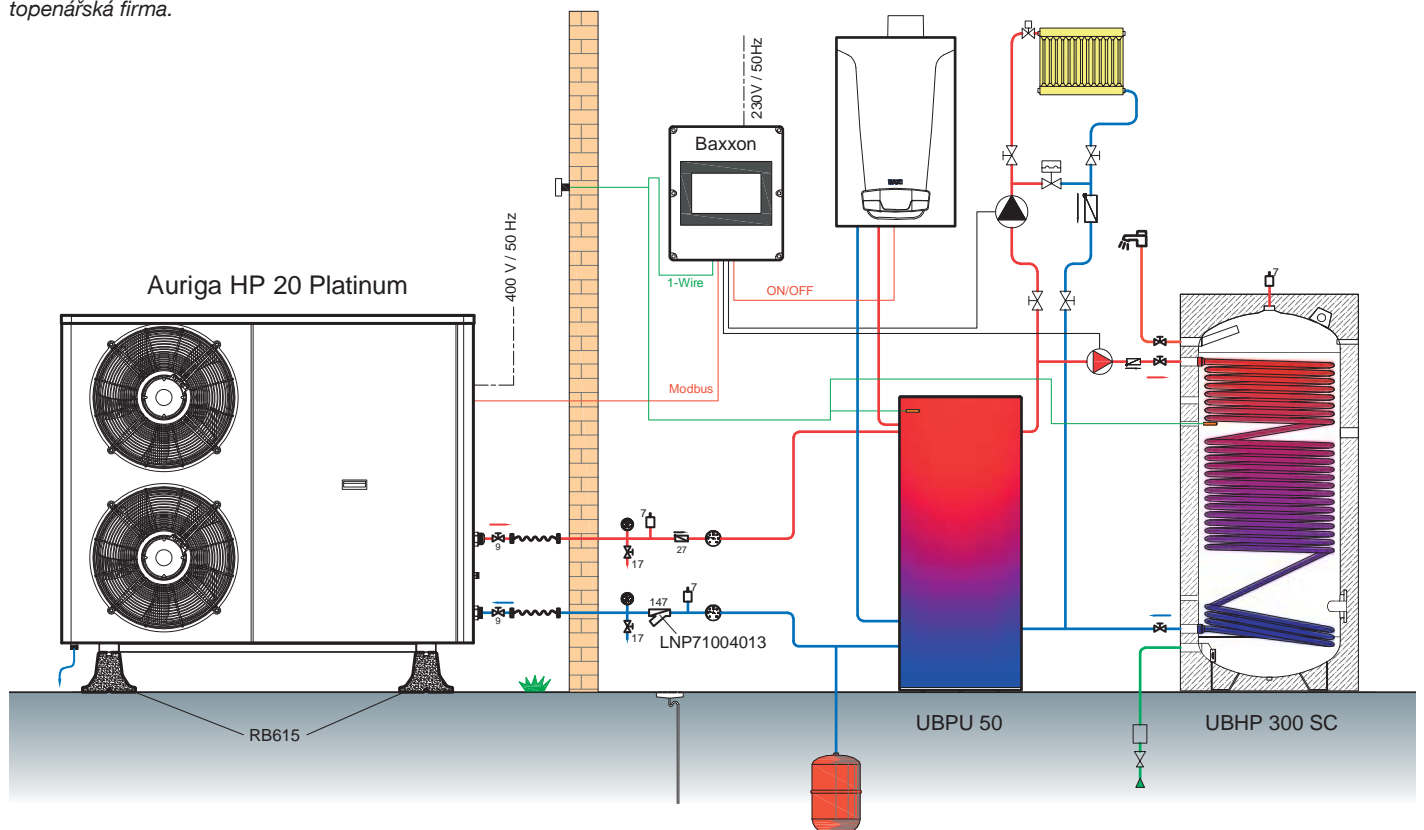 topenářská firma.
230V / 50Hz
Baxxon
BAXI
400 V / 50 Hz
Auriga HP 20 Platinum
1-Wire
ON/OFF
7
Modbus
7
9
17
27
7
147
9
17
LNP71004013
RB615
UBPU 50
UBHP 300 SC